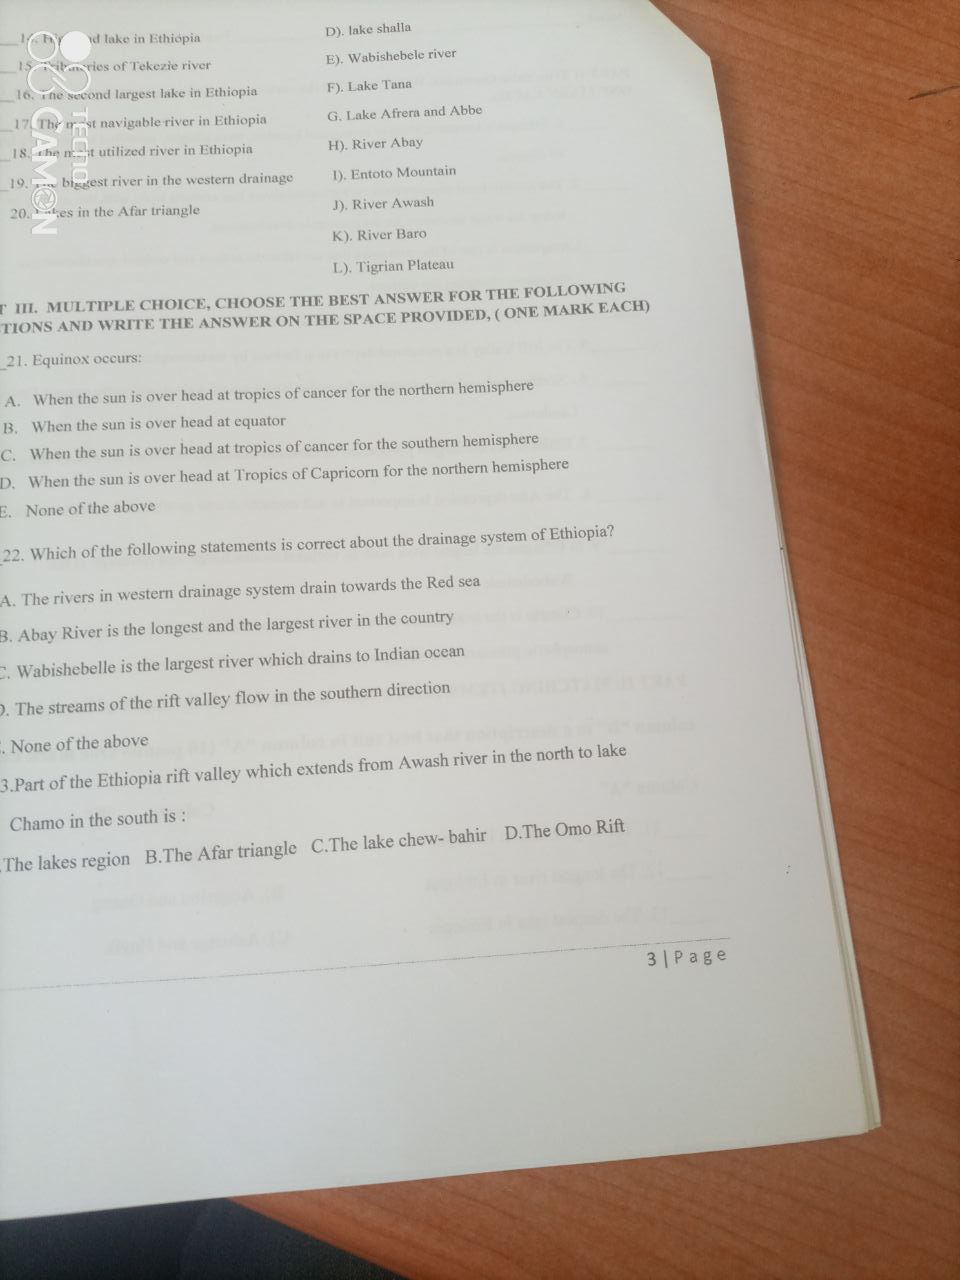 lake in Ethiopia
D). lake shalla
15. Tributeries of Tekezie river
E). Wabishebele river
16. The second largest lake in Ethiopia
F). Lake Tana
17. The most navigable river in Ethiopia
G. Lake Afrera and Abbe
18. The most utilized river in Ethiopia
H). River Abay
19. The biggest river in the western drainage
I). Entoto Mountain
20. Lakes in the Afar triangle
J). River Awash
K). River Baro
L). Tigrian Plateau
T III. MULTIPLE CHOICE, CHOOSE THE BEST ANSWER FOR THE FOLLOWING
TIONS AND WRITE THE ANSWER ON THE SPACE PROVIDED, ( ONE MARK EACH)
_21. Equinox occurs:
A. When the sun is over head at tropics of cancer for the northern hemisphere
B. When the sun is over head at equator
C. When the sun is over head at tropics of cancer for the southern hemisphere
D. When the sun is over head at Tropics of Capricorn for the northern hemisphere
E. None of the above
_22. Which of the following statements is correct about the drainage system of Ethiopia?
A. The rivers in western drainage system drain towards the Red sea
B. Abay River is the longest and the largest river in the country
C. Wabishebelle is the largest river which drains to Indian ocean
D. The streams of the rift valley flow in the southern direction
. None of the above
3.Part of the Ethiopia rift valley which extends from Awash river in the north to lake
Chamo in the south is :
.The lakes region B.The Afar triangle C.The lake chew- bahir D.The Omo Rift
3 | P a g e
TECNO
CAMON